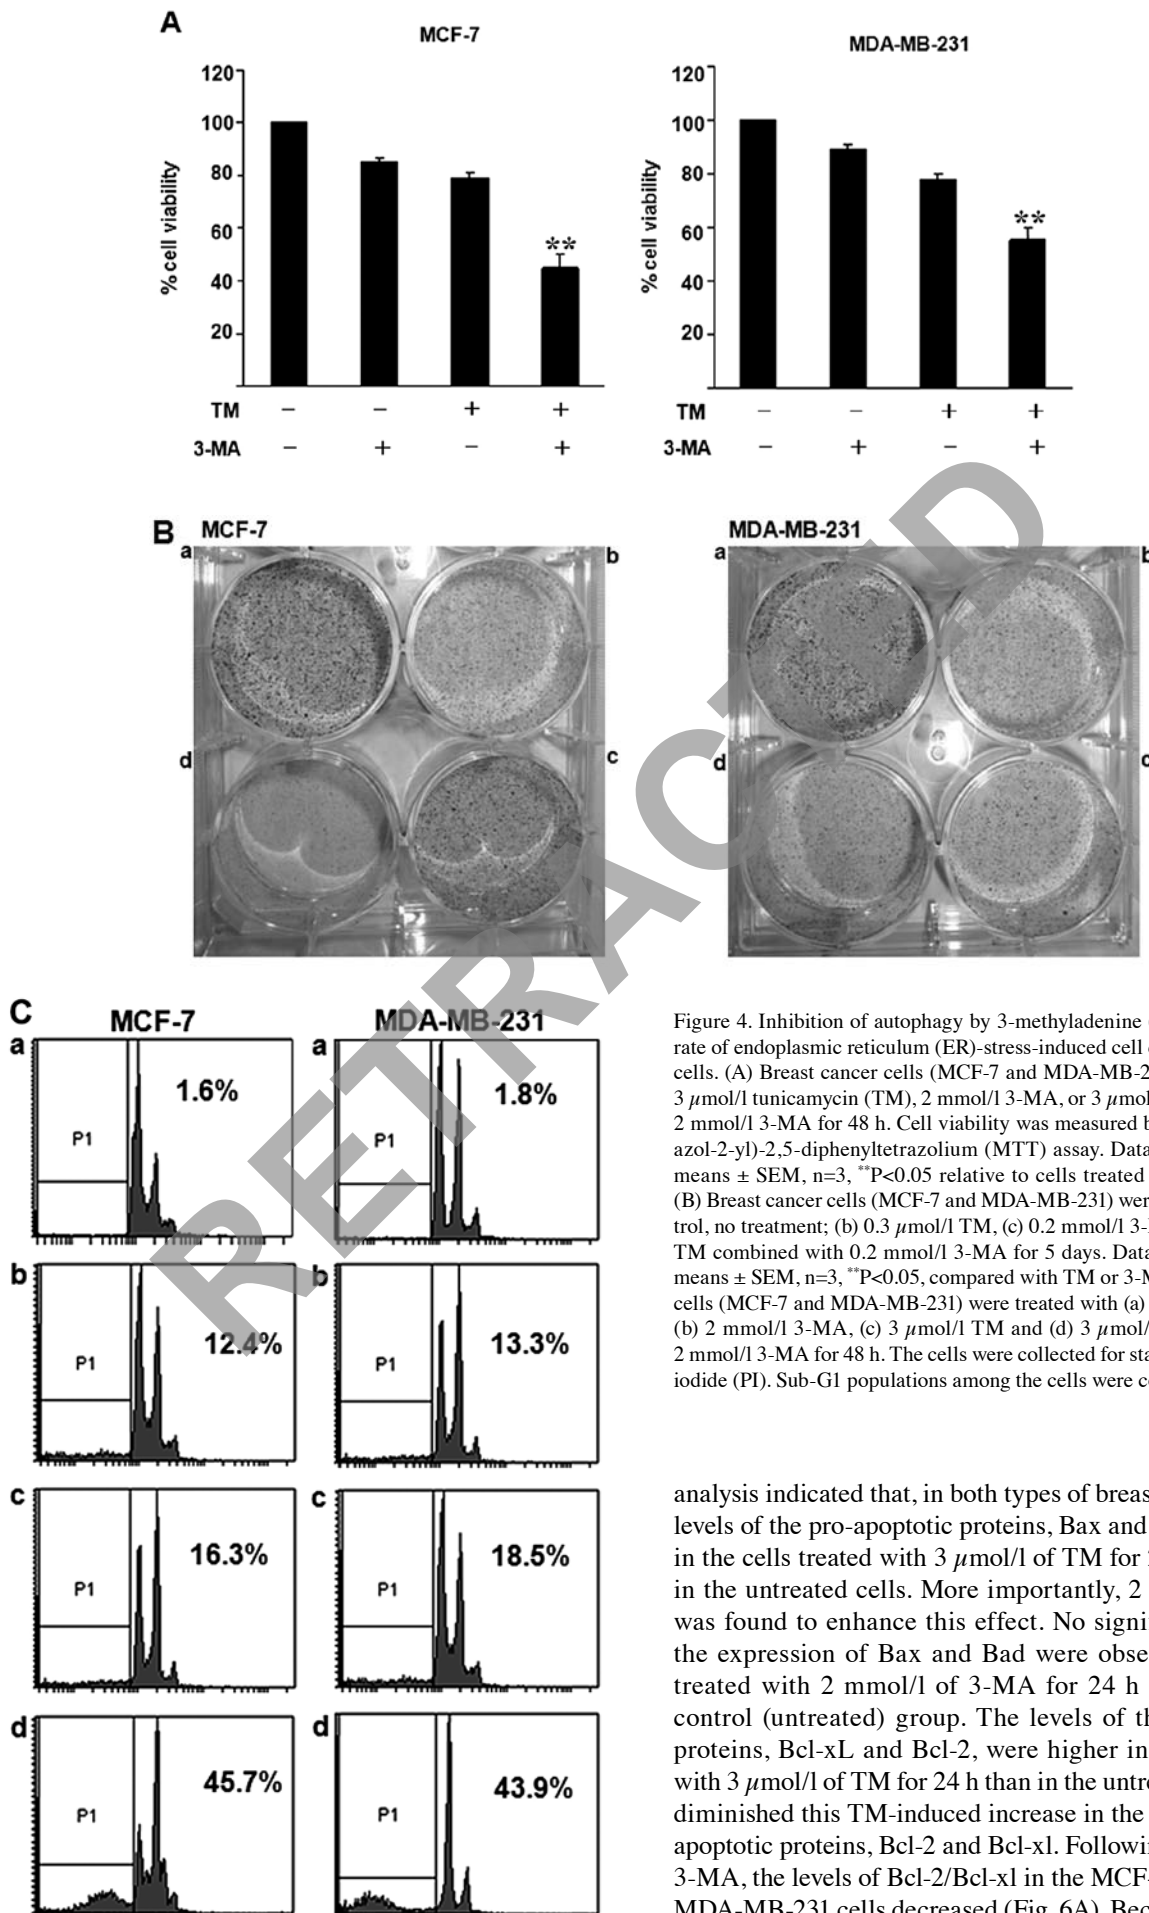 A
MCF-7
MDA-MB-231
120
100
80
60
40
20
% cell viability
**
TM − − + +
3-MA − + − +
120
100
80
60
40
20
% cell viability
**
TM − − + +
3-MA − + − +
B
MCF-7
MDA-MB-231
a
b
d
c
a
b
d
c
RETRACTED
C
MCF-7
MDA-MB-231
a
P1
1.6%
a
P1
1.8%
b
P1
12.4%
b
P1
13.3%
c
P1
16.3%
c
P1
18.5%
d
P1
45.7%
d
P1
43.9%
Figure 4. Inhibition of autophagy by 3-methyladenine (
rate of endoplasmic reticulum (ER)-stress-induced cell
cells. (A) Breast cancer cells (MCF-7 and MDA-MB-2
3 µmol/l tunicamycin (TM), 2 mmol/l 3-MA, or 3 µmol
2 mmol/l 3-MA for 48 h. Cell viability was measured b
azol-2-yl)-2,5-diphenyltetrazolium (MTT) assay. Data
means ± SEM, n=3, **P<0.05 relative to cells treated
(B) Breast cancer cells (MCF-7 and MDA-MB-231) wer
trol, no treatment; (b) 0.3 µmol/l TM, (c) 0.2 mmol/l 3-
TM combined with 0.2 mmol/l 3-MA for 5 days. Data
means ± SEM, n=3, **P<0.05, compared with TM or 3-M
cells (MCF-7 and MDA-MB-231) were treated with (a)
(b) 2 mmol/l 3-MA, (c) 3 µmol/l TM and (d) 3 µmol/
2 mmol/l 3-MA for 48 h. The cells were collected for sta
iodide (PI). Sub-G1 populations among the cells were c
analysis indicated that, in both types of breas
levels of the pro-apoptotic proteins, Bax and
in the cells treated with 3 µmol/l of TM for
in the untreated cells. More importantly, 2
was found to enhance this effect. No signi
the expression of Bax and Bad were obse
treated with 2 mmol/l of 3-MA for 24 h
control (untreated) group. The levels of th
proteins, Bcl-xL and Bcl-2, were higher in
with 3 µmol/l of TM for 24 h than in the untre
diminished this TM-induced increase in the
apoptotic proteins, Bcl-2 and Bcl-xl. Followin
3-MA, the levels of Bcl-2/Bcl-xl in the MCF-
MDA-MB-231 cells decreased (Fig. 6A). Bec